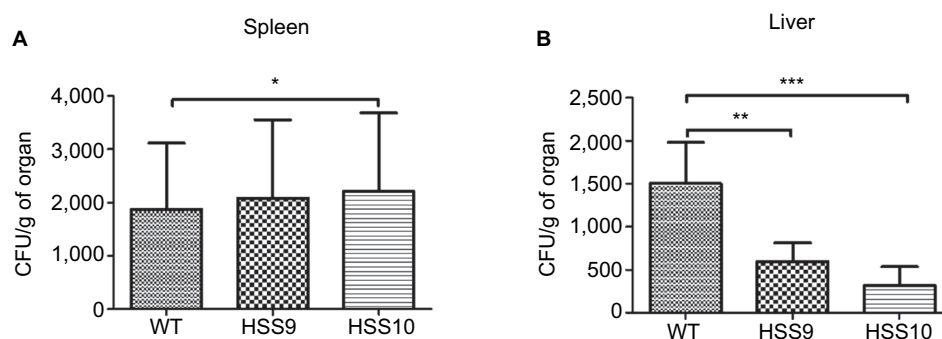 A
Spleen
CFU/g of organ
4,000
3,000
2,000
1,000
0
*
WT
HSS9
HSS10
B
Liver
CFU/g of organ
2,500
2,000
1,500
1,000
500
0
***
**
WT
HSS9
HSS10